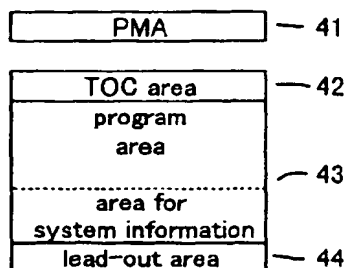 PMA 41
TOC area 42
program
area
43
area for
system information
lead-out area 44